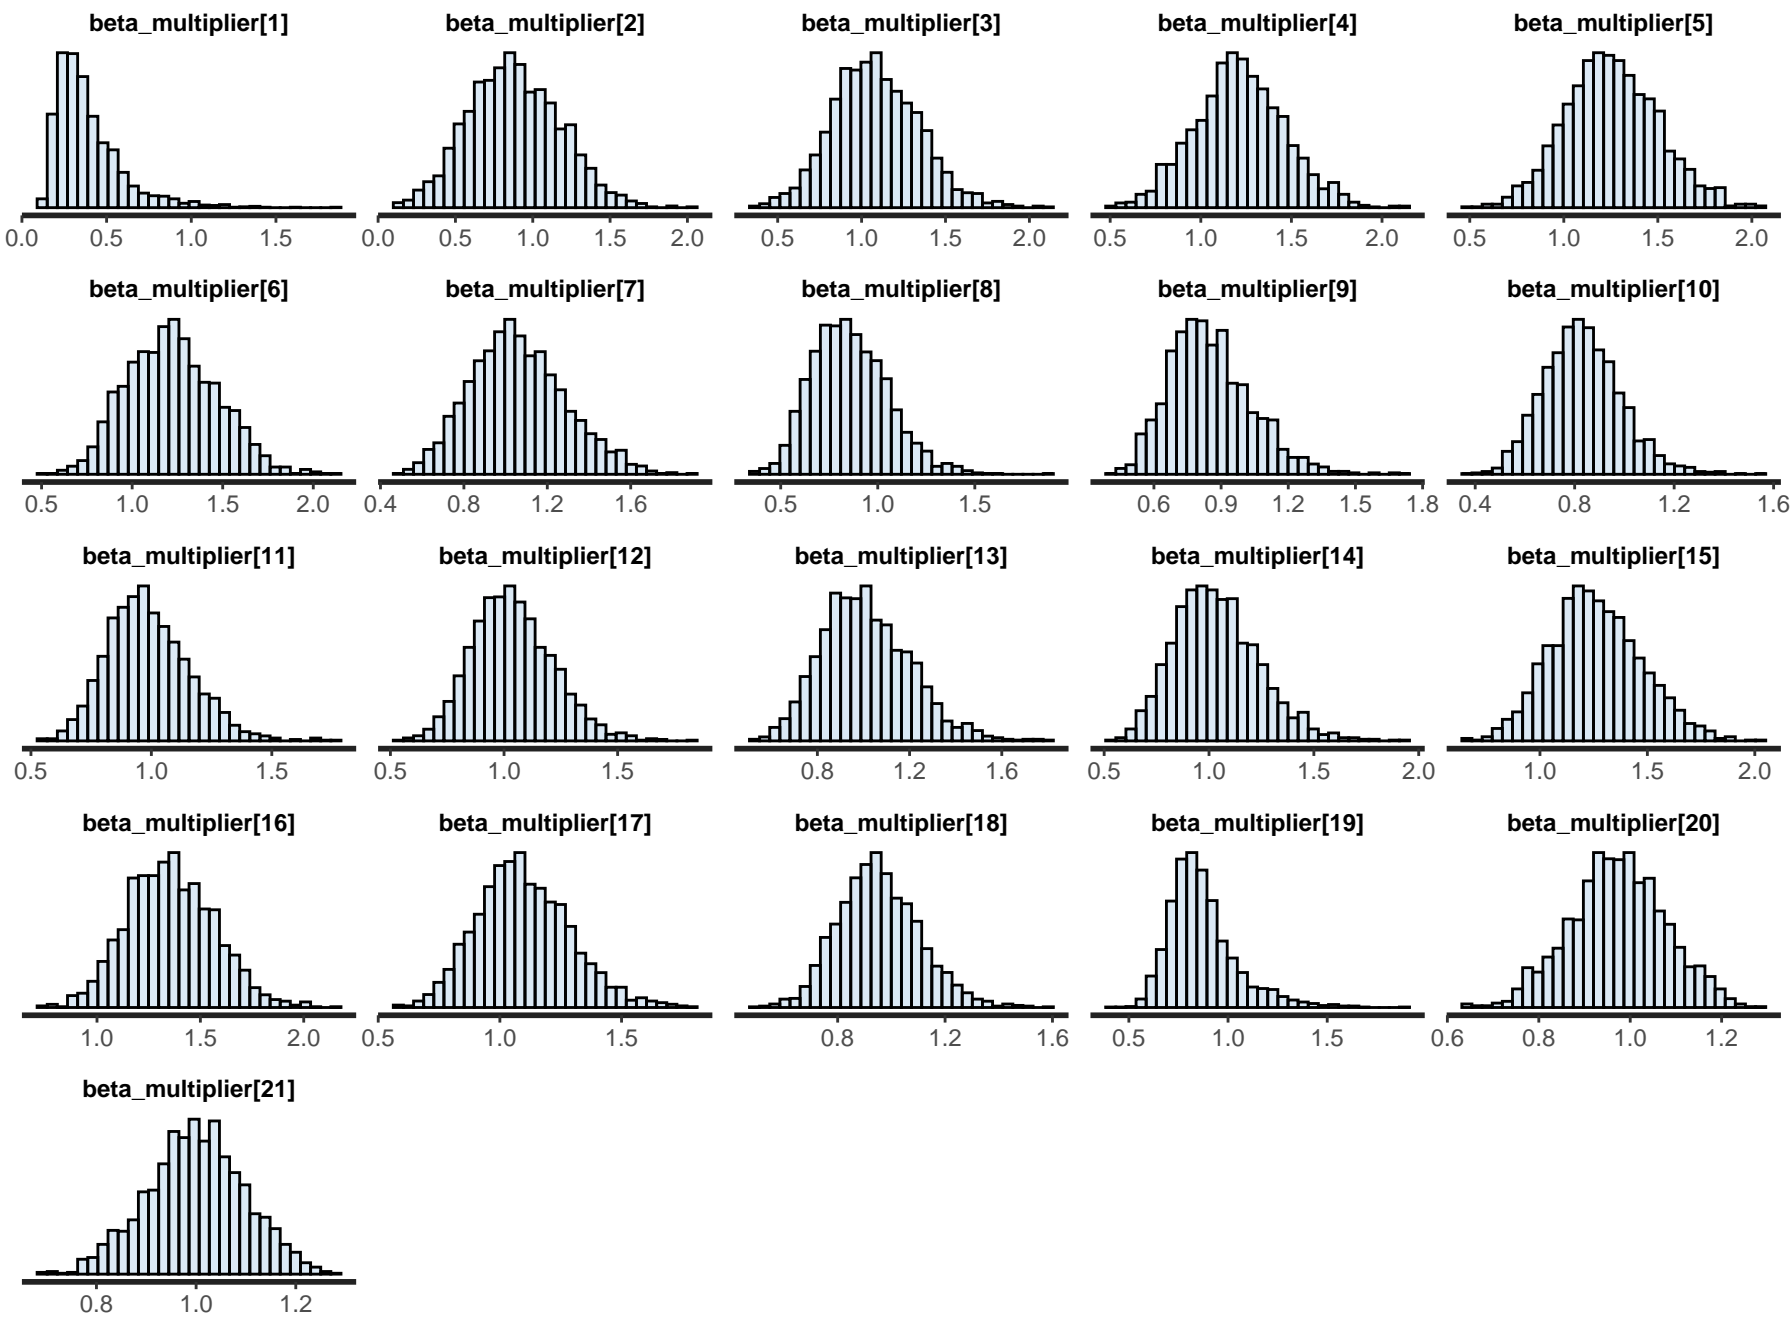 beta_multiplier[1] beta_multiplier[2] beta_multiplier[3] beta_multiplier[4] beta_multiplier[5]
0.0 0.5 1.0 1.5 0.0 0.5 1.0 1.5 2.0 0.5 1.0 1.5 2.0 0.5 1.0 1.5 2.0 0.5 1.0 1.5 2.0
beta_multiplier[6] beta_multiplier[7] beta_multiplier[8] beta_multiplier[9] beta_multiplier[10]
0.5 1.0 1.5 2.0 0.4 0.8 1.2 1.6 0.5 1.0 1.5 0.6 0.9 1.2 1.5 1.8 0.4 0.8 1.2 1.6
beta_multiplier[11] beta_multiplier[12] beta_multiplier[13] beta_multiplier[14] beta_multiplier[15]
0.5 1.0 1.5 0.5 1.0 1.5 0.8 1.2 1.6 0.5 1.0 1.5 2.0 1.0 1.5 2.0
beta_multiplier[16] beta_multiplier[17] beta_multiplier[18] beta_multiplier[19] beta_multiplier[20]
1.0 1.5 2.0 0.5 1.0 1.5 0.8 1.2 1.6 0.5 1.0 1.5 0.6 0.8 1.0 1.2
beta_multiplier[21]
0.8 1.0 1.2